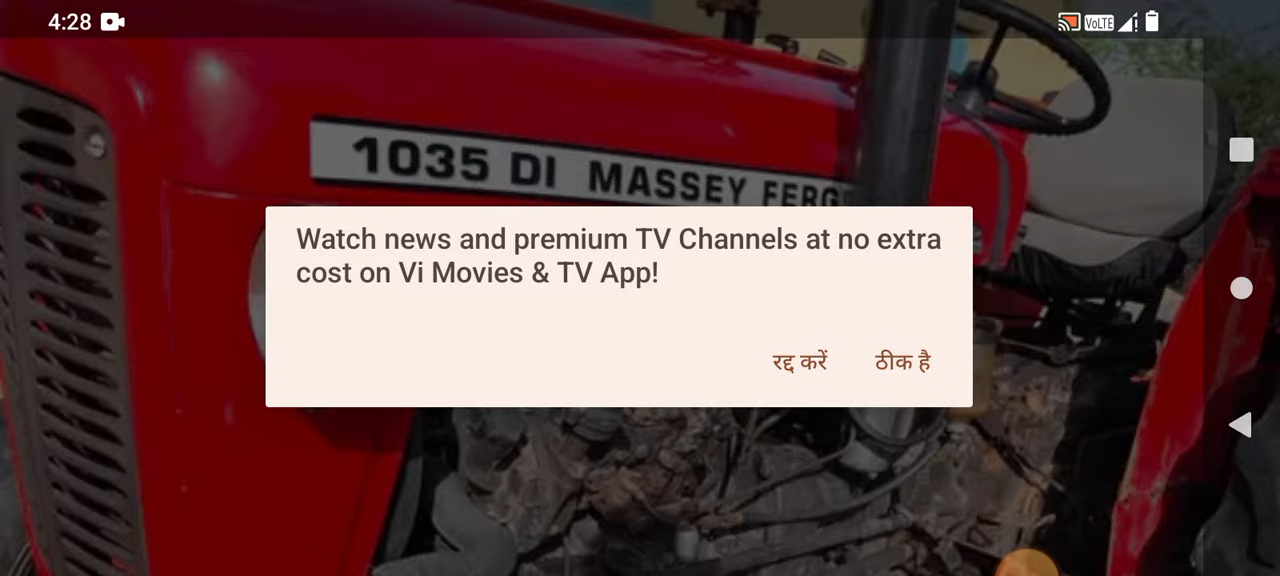 4:28
VoLTE
1035 DI MASSEY FERG
Watch news and premium TV Channels at no extra
cost on Vi Movies & TV App!
रद्द करें ठीक है